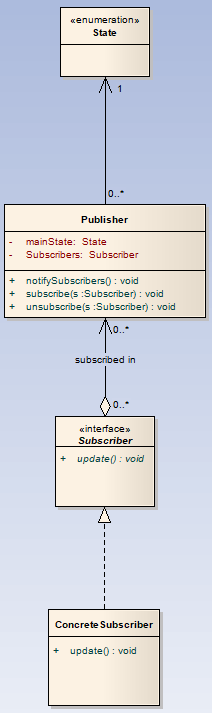 «enumeration»
State
1
0..*
Publisher
- mainState: State
- Subscribers: Subscriber
+ notifySubscribers() : void
+ subscribe(s :Subscriber) : void
+ unsubscribe(s :Subscriber) : void
0..*
subscribed in
0..*
«interface»
Subscriber
+ update() : void
ConcreteSubscriber
+ update() : void